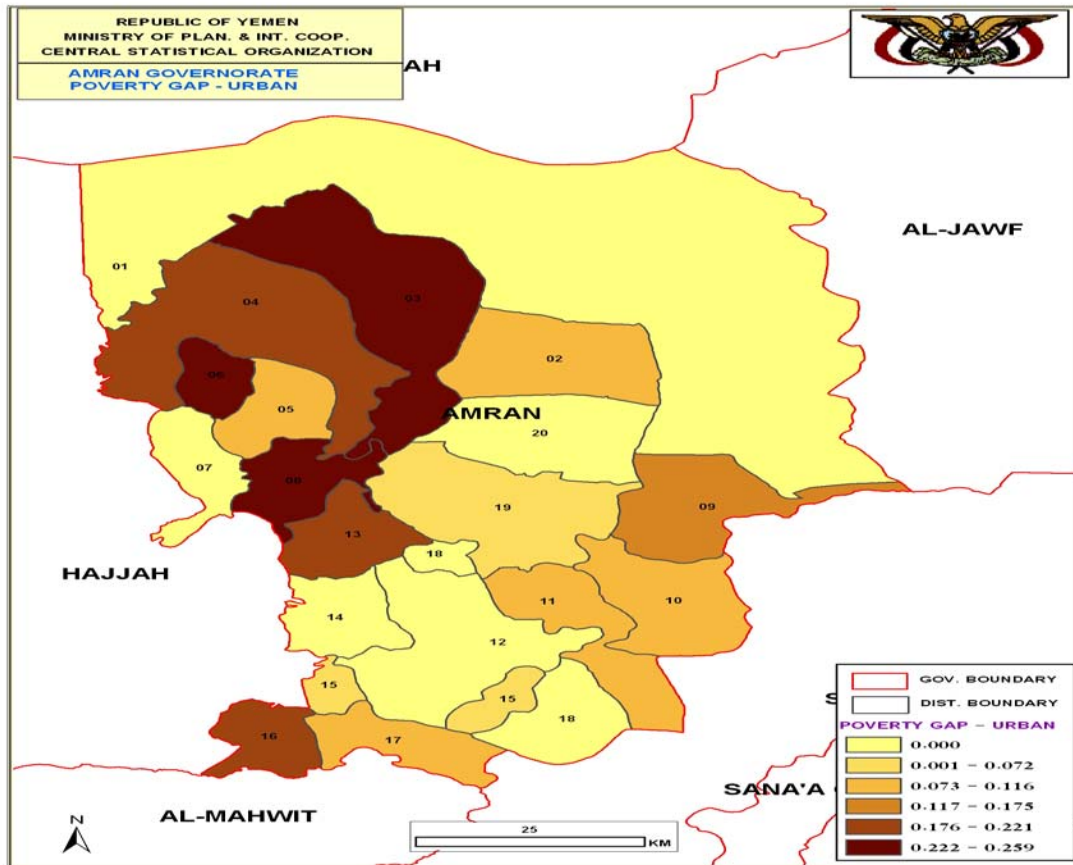 REPUBLIC OF YEMEN
MINISTRY OF PLAN. & INT. COOP.
CENTRAL STATISTICAL ORGANIZATION
AMRAN GOVERNORATE
POVERTY GAP - URBAN
AH
AL-JAWF
01
04
03
02
06
05
AMRAN
20
07
08
19
09
13
18
HAJJAH
11
10
14
12
15
15
18
16
17
AL-MAHWIT
SANA'A
N
25
KM
GOV. BOUNDARY
DIST. BOUNDARY
POVERTY GAP - URBAN
0.000
0.001 - 0.072
0.073 - 0.116
0.117 - 0.175
0.176 - 0.221
0.222 - 0.259